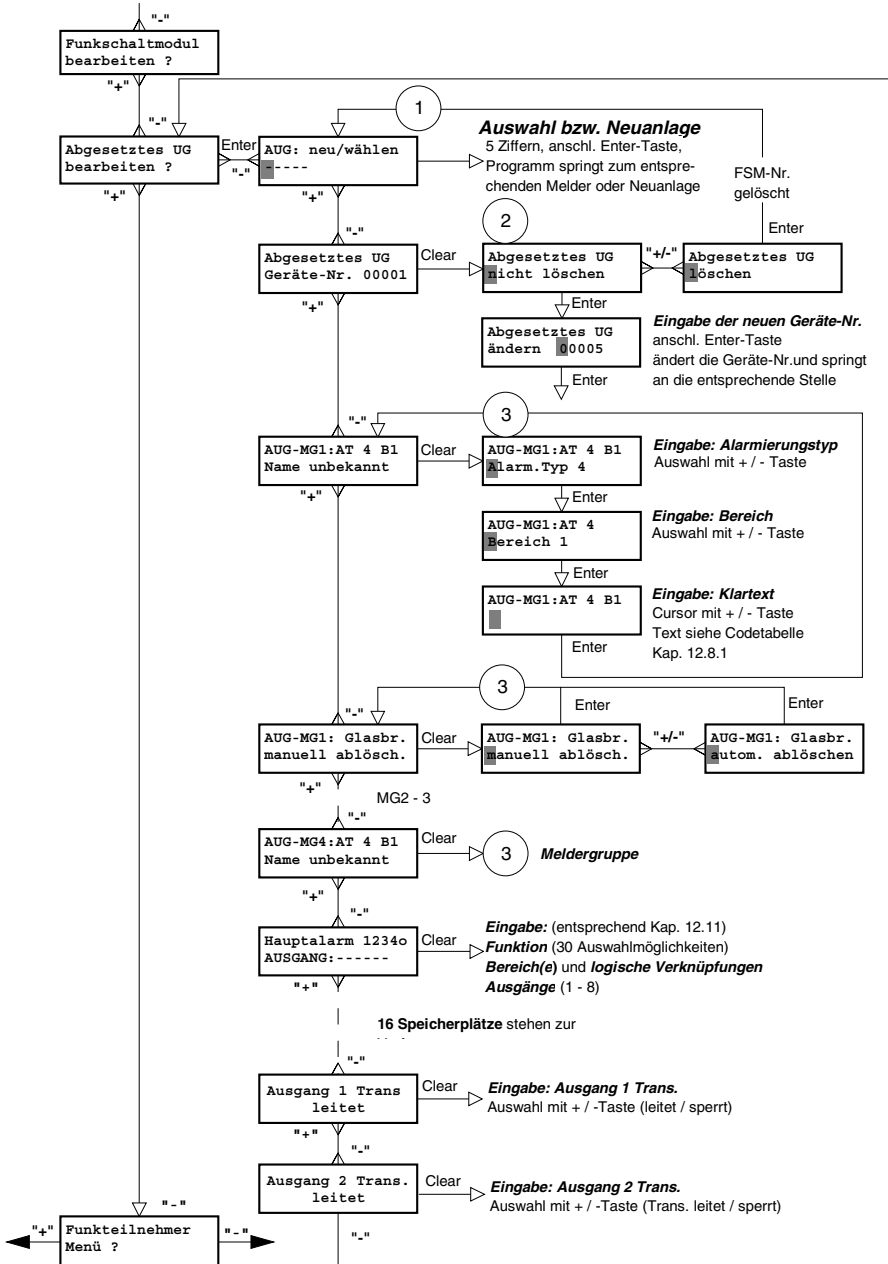 "-"
Funkschaltmodul
bearbeiten ?
"+"
"-"
Abgesetztes UG
bearbeiten ?
"+"
Enter
"-"
1
AUG: neu/wählen
-----
"+"
Auswahl bzw. Neuanlage
5 Ziffern, anschl. Enter-Taste,
Programm springt zum entspre-
chenden Melder oder Neuanlage
FSM-Nr.
gelöscht
Enter
"-"
Abgesetztes UG
Geräte-Nr. 00001
"+"
Clear
2
Abgesetztes UG
nicht löschen
"+/-"
Abgesetztes UG
löschen
Enter
Abgesetztes UG
ändern 00005
Enter
Eingabe der neuen Geräte-Nr.
anschl. Enter-Taste
ändert die Geräte-Nr.und springt
an die entsprechende Stelle
"-"
AUG-MG1:AT 4 B1
Name unbekannt
"+"
Clear
3
AUG-MG1:AT 4 B1
Alarm.Typ 4
Eingabe: Alarmierungstyp
Auswahl mit + / - Taste
Enter
AUG-MG1:AT 4
Bereich 1
Eingabe: Bereich
Auswahl mit + / - Taste
Enter
AUG-MG1:AT 4 B1
Eingabe: Klartext
Cursor mit + / - Taste
Text siehe Codetabelle
Kap. 12.8.1
Enter
3
Enter
Enter
"-"
AUG-MG1: Glasbr.
manuell ablösch.
"+"
Clear
AUG-MG1: Glasbr.
manuell ablösch.
"+/-"
AUG-MG1: Glasbr.
autom. ablöschen
MG2 - 3
"-"
AUG-MG4:AT 4 B1
Name unbekannt
"+"
Clear
3
Meldergruppe
"-"
Hauptalarm 1234o
AUSGANG:------
"+"
Clear
Eingabe: (entsprechend Kap. 12.11)
Funktion (30 Auswahlmöglichkeiten)
Bereich(e) und logische Verknüpfungen
Ausgänge (1 - 8)
16 Speicherplätze stehen zur
"-"
Ausgang 1 Trans
leitet
"+"
Clear
Eingabe: Ausgang 1 Trans.
Auswahl mit + / -Taste (leitet / sperrt)
"-"
Ausgang 2 Trans.
leitet
Clear
Eingabe: Ausgang 2 Trans.
Auswahl mit + / -Taste (Trans. leitet / sperrt)
"-"
"-"
"+"
Funkteilnehmer
Menü ?
"-"